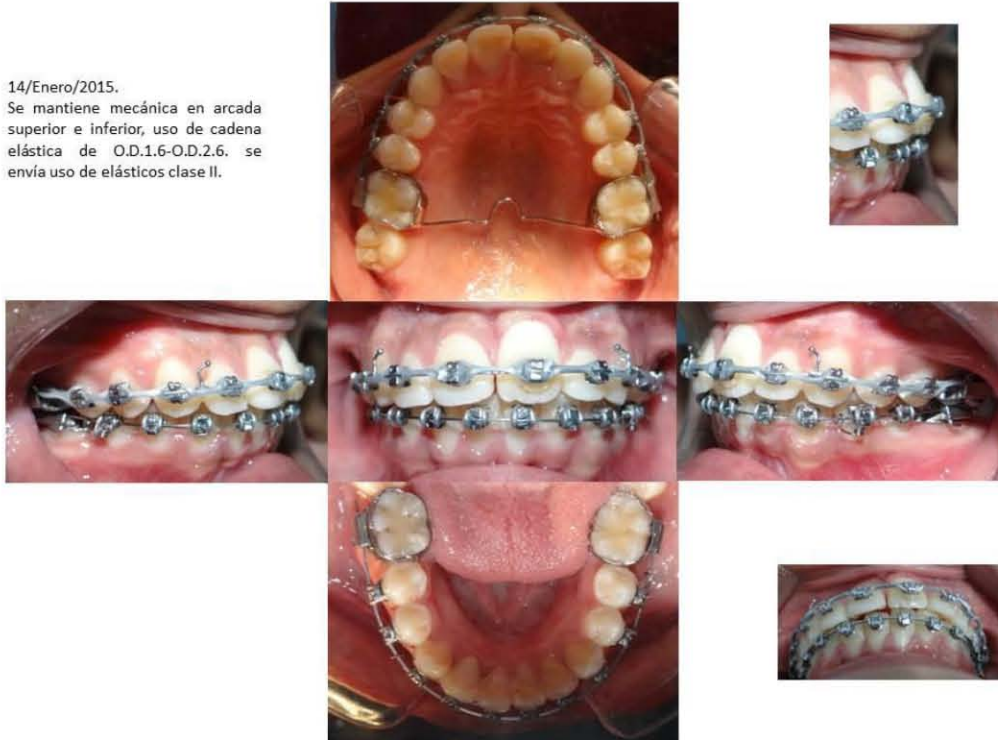 14/Enero/2015.
Se mantiene mecánica en arcada
superior e inferior, uso de cadena
elástica de O.D.1.6-O.D.2.6. se
envía uso de elásticos clase II.